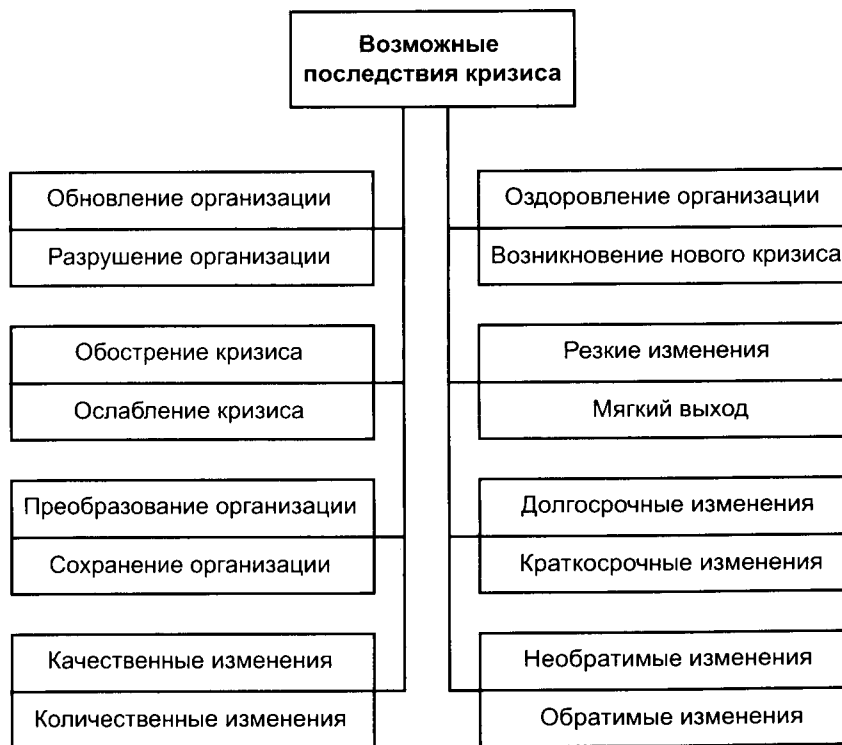 Возможные
последствия кризиса
Обновление организации
Разрушение организации
Обострение кризиса
Ослабление кризиса
Преобразование организации
Сохранение организации
Качественные изменения
Количественные изменения
Оздоровление организации
Возникновение нового кризиса
Резкие изменения
Мягкий выход
Долгосрочные изменения
Краткосрочные изменения
Необратимые изменения
Обратимые изменения